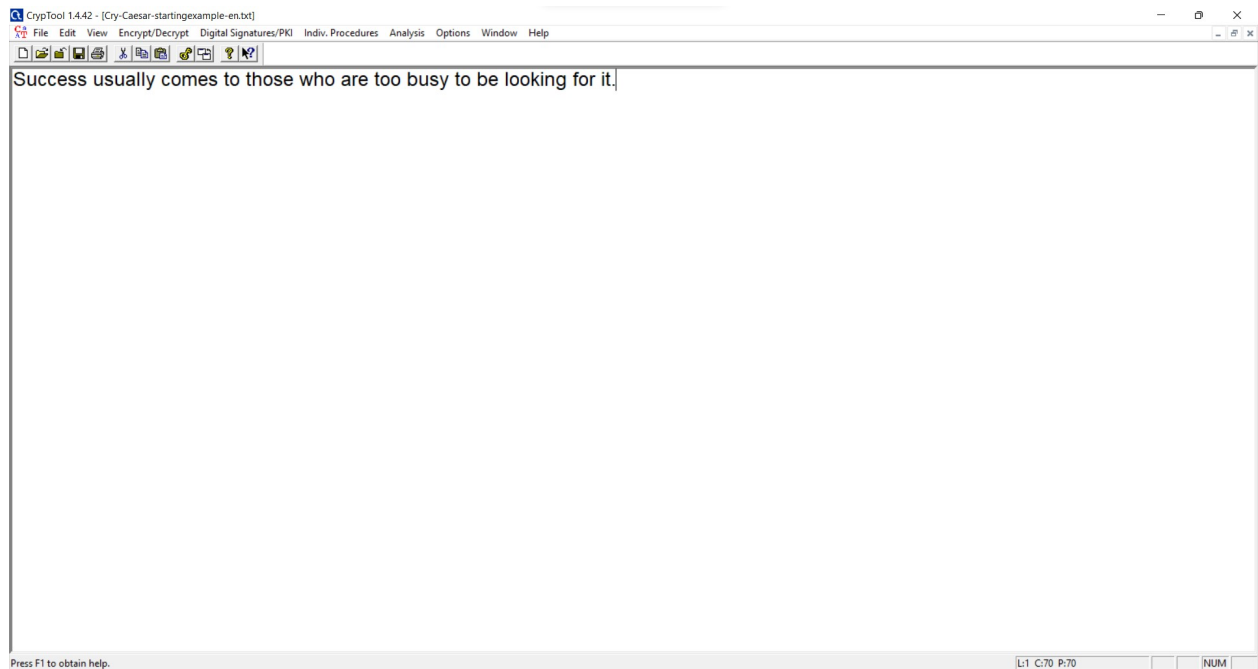 CrypTool 1.4.42 - [Cry-Caesar-startingexample-en.txt]
File Edit View Encrypt/Decrypt Digital Signatures/PKI Indiv. Procedures Analysis Options Window Help
Success usually comes to those who are too busy to be looking for it.
Press F1 to obtain help. L:1 C:70 P:70 NUM